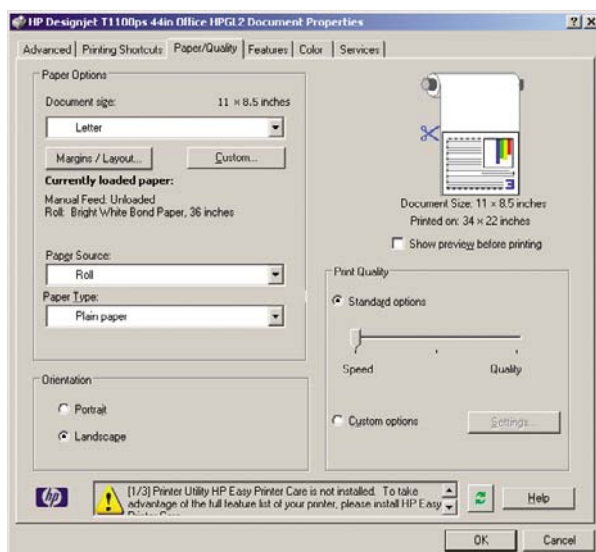 HP Designjet T1100ps 44in Office HPGL2 Document Properties
Advanced Printing Shortcuts Paper/Quality Features Color Services
Paper Options
Document size: 11 × 8.5 inches
Letter
Margins / Layout... Custom...
Currently loaded paper:
Manual Feed: Unloaded
Roll: Bright White Bond Paper, 36 inches
Paper Source:
Roll
Paper Type:
Plain paper
Orientation
Portrait
Landscape
Document Size: 11 × 8.5 inches
Printed on: 34 × 22 inches
Show preview before printing
Print Quality
Standard options
Speed Quality
Custom options Settings...
hp
[1/3] Printer Utility HP Easy Printer Care is not installed. To take
advantage of the full feature list of your printer, please install HP Easy
Printer Care
Help
OK Cancel